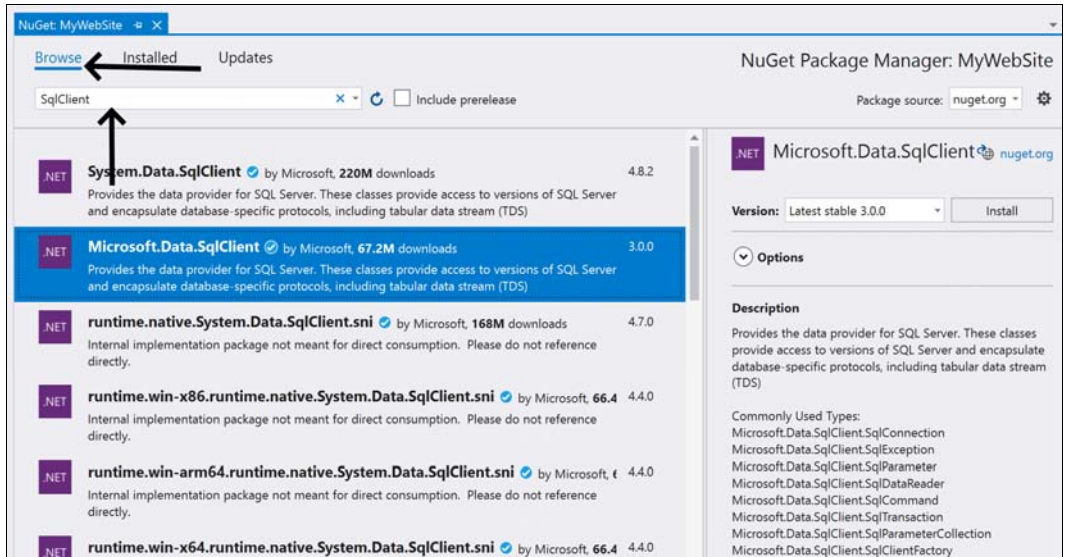 NuGet: MyWebSite
Browse Installed Updates
NuGet Package Manager: MyWebSite
SqlClient
Include prerelease
Package source: nuget.org
.NET
System.Data.SqlClient by Microsoft, 220M downloads 4.8.2
Provides the data provider for SQL Server. These classes provide access to versions of SQL Server
and encapsulate database-specific protocols, including tabular data stream (TDS)
.NET
Microsoft.Data.SqlClient by Microsoft, 67.2M downloads 3.0.0
Provides the data provider for SQL Server. These classes provide access to versions of SQL Server
and encapsulate database-specific protocols, including tabular data stream (TDS)
.NET
runtime.native.System.Data.SqlClient.sni by Microsoft, 168M downloads 4.7.0
Internal implementation package not meant for direct consumption. Please do not reference
directly.
.NET
runtime.win-x86.runtime.native.System.Data.SqlClient.sni by Microsoft, 66.4 4.4.0
Internal implementation package not meant for direct consumption. Please do not reference
directly.
.NET
runtime.win-arm64.runtime.native.System.Data.SqlClient.sni by Microsoft, 4.4.0
Internal implementation package not meant for direct consumption. Please do not reference
directly.
.NET
runtime.win-x64.runtime.native.System.Data.SqlClient.sni by Microsoft, 66.4 4.4.0
.NET
Microsoft.Data.SqlClient nuget.org
Version: Latest stable 3.0.0 Install
Options
Description
Provides the data provider for SQL Server. These classes
provide access to versions of SQL Server and encapsulate
database-specific protocols, including tabular data stream
(TDS)
Commonly Used Types:
Microsoft.Data.SqlClient.SqlConnection
Microsoft.Data.SqlClient.SqlException
Microsoft.Data.SqlClient.SqlParameter
Microsoft.Data.SqlClient.SqlDataReader
Microsoft.Data.SqlClient.SqlCommand
Microsoft.Data.SqlClient.SqlTransaction
Microsoft.Data.SqlClient.SqlParameterCollection
Microsoft.Data.SqlClient.SqlClientFactory